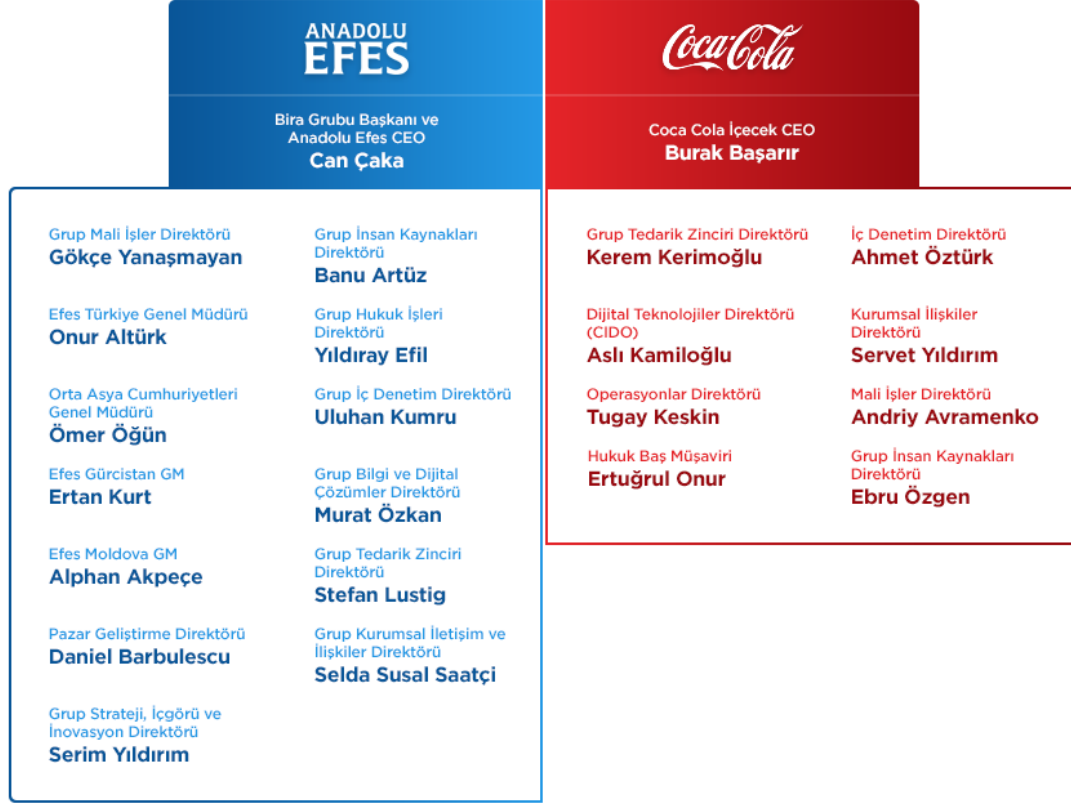 ANADOLU
EFES
Bira Grubu Başkanı ve
Anadolu Efes CEO
Can Çaka
Grup Mali İşler Direktörü
Gökçe Yanaşmayan
Efes Türkiye Genel Müdürü
Onur Altürk
Orta Asya Cumhuriyetleri
Genel Müdürü
Ömer Öğün
Efes Gürcistan GM
Ertan Kurt
Efes Moldova GM
Alphan Akpeçe
Pazar Geliştirme Direktörü
Daniel Barbulescu
Grup Strateji, İçgörü ve
İnovasyon Direktörü
Serim Yıldırım
Grup İnsan Kaynakları
Direktörü
Banu Artüz
Grup Hukuk İşleri
Direktörü
Yıldıray Efil
Grup İç Denetim Direktörü
Uluhan Kumru
Grup Bilgi ve Dijital
Çözümler Direktörü
Murat Özkan
Grup Tedarik Zinciri
Direktörü
Stefan Lustig
Grup Kurumsal İletişim ve
İlişkiler Direktörü
Selda Susal Saatçi
Coca-Cola
Coca Cola İçecek CEO
Burak Başarır
Grup Tedarik Zinciri Direktörü
Kerem Kerimoğlu
Dijital Teknolojiler Direktörü
(CIDO)
Aslı Kamiloğlu
Operasyonlar Direktörü
Tugay Keskin
Hukuk Baş Müşaviri
Ertuğrul Onur
İç Denetim Direktörü
Ahmet Öztürk
Kurumsal İlişkiler
Direktörü
Servet Yıldırım
Mali İşler Direktörü
Andriy Avramenko
Grup İnsan Kaynakları
Direktörü
Ebru Özgen